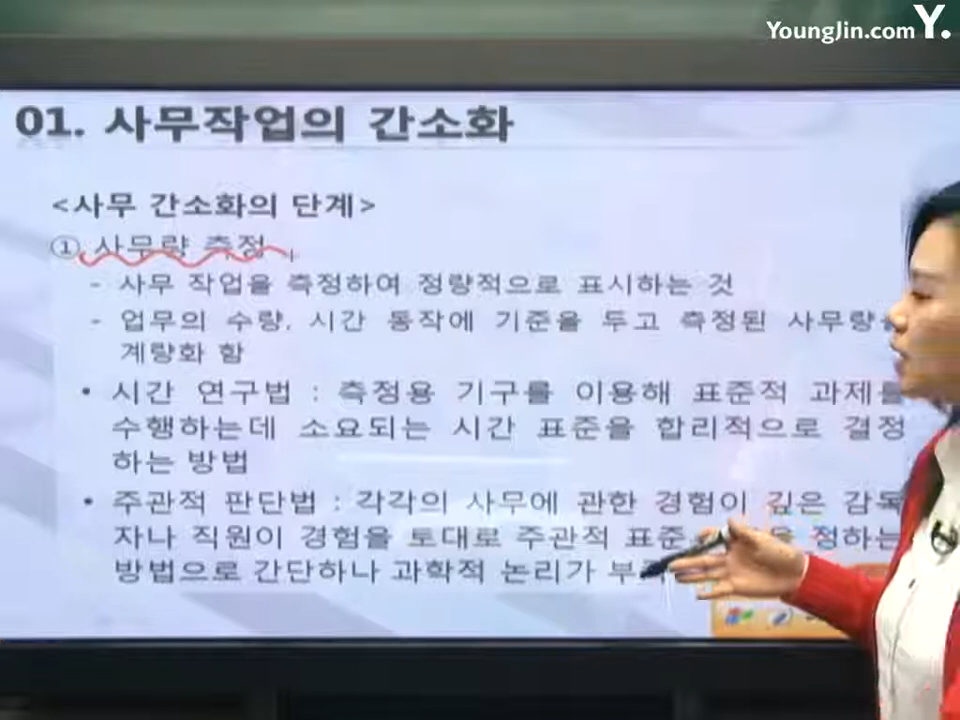 YoungJin.com Y.
01. 사무작업의 간소화
<사무 간소화의 단계>
① 사무량 측정
- 사무 작업을 측정하여 정량적으로 표시하는 것
- 업무의 수량, 시간 동작에 기준을 두고 측정된 사무량
계량화 함
• 시간 연구법 : 측정용 기구를 이용해 표준적 과제를
수행하는데 소요되는 시간 표준을 합리적으로 결정
하는 방법
• 주관적 판단법 : 각각의 사무에 관한 경험이 깊은 감독
자나 직원이 경험을 토대로 주관적 표준 정하는
방법으로 간단하나 과학적 논리가